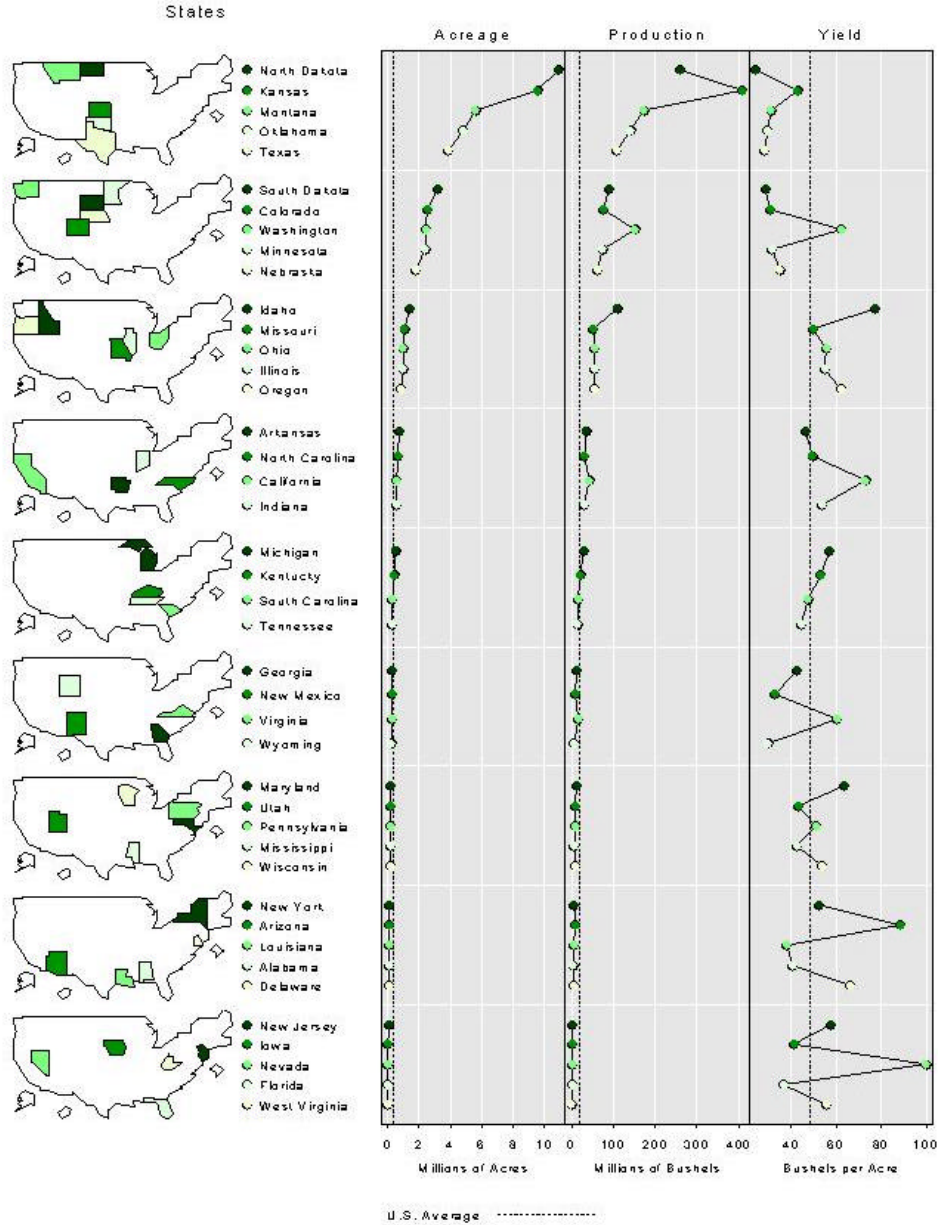 States
Acreage Production Yield
North Dakota
Kansas
Montana
Oklahoma
Texas
South Dakota
Colorado
Washington
Minnesota
Nebraska
Idaho
Missouri
Ohio
Illinois
Oregon
Arkansas
North Carolina
California
Indiana
Michigan
Kentucky
South Carolina
Tennessee
Georgia
New Mexico
Virginia
Wyoming
Maryland
Utah
Pennsylvania
Mississippi
Wisconsin
New York
Arizona
Louisiana
Alabama
Delaware
New Jersey
Iowa
Nevada
Florida
West Virginia
0 2 4 6 8 10 0 100 200 300 400 40 60 80 100
Millions of Acres Millions of Bushels Bushels per Acre
U.S. Average